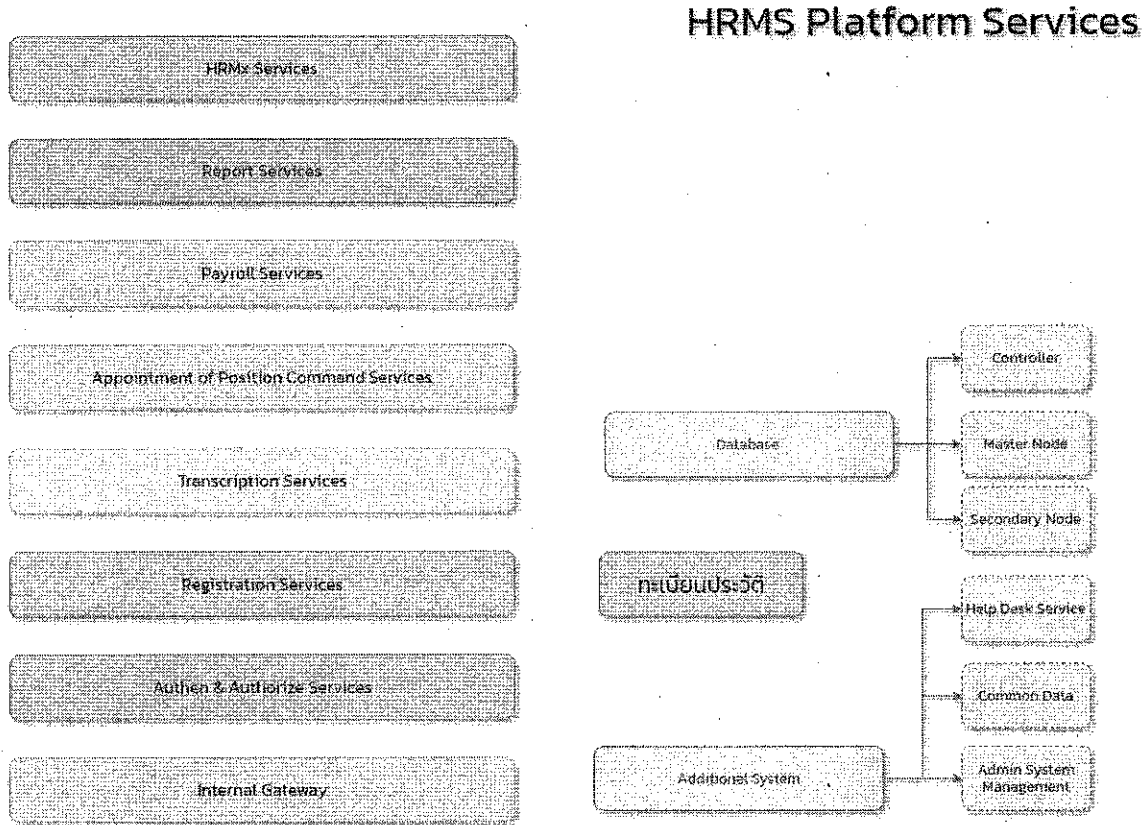 HRMS Platform Services
HRMx Services
Report Services
Payroll Services
Appointment of Position Command Services
Transcription Services
Registration Services
Authen & Authorize Services
Internal Gateway
Database
Controller
Master Node
Secondary Node
ทะเบียนประวัติ
Additional System
Help Desk Service
Common Data
Admin System
Management